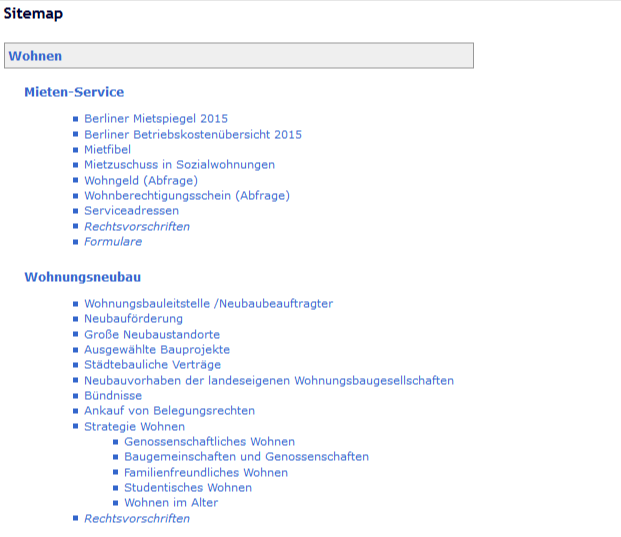 Sitemap
Wohnen
Mieten-Service
Berliner Mietspiegel 2015
Berliner Betriebskostenübersicht 2015
Mietfibel
Mietzuschuss in Sozialwohnungen
Wohngeld (Abfrage)
Wohnberechtigungsschein (Abfrage)
Serviceadressen
Rechtsvorschriften
Formulare
Wohnungsneubau
Wohnungsbauleitstelle /Neubaubeauftragter
Neubauförderung
Große Neubaustandorte
Ausgewählte Bauprojekte
Städtebauliche Verträge
Neubauvorhaben der landeseigenen Wohnungsbaugesellschaften
Bündnisse
Ankauf von Belegungsrechten
Strategie Wohnen
Genossenschaftliches Wohnen
Baugemeinschaften und Genossenschaften
Familienfreundliches Wohnen
Studentisches Wohnen
Wohnen im Alter
Rechtsvorschriften